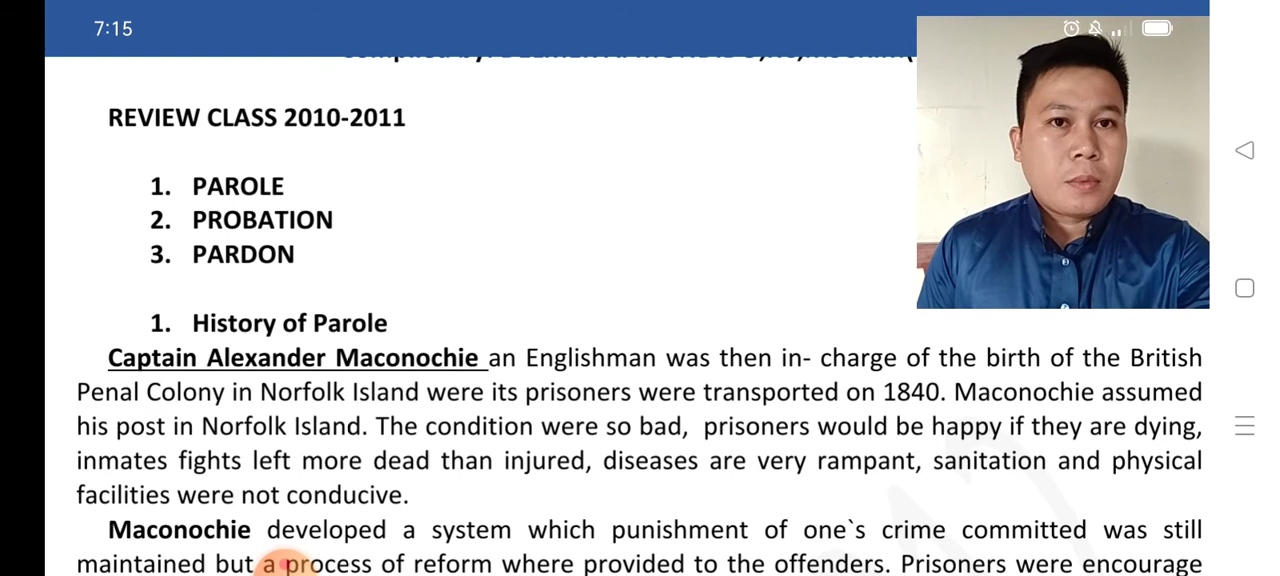 7:15
REVIEW CLASS 2010-2011
1. PAROLE
2. PROBATION
3. PARDON
1. History of Parole
Captain Alexander Maconochie an Englishman was then in- charge of the birth of the British
Penal Colony in Norfolk Island were its prisoners were transported on 1840. Maconochie assumed
his post in Norfolk Island. The condition were so bad, prisoners would be happy if they are dying,
inmates fights left more dead than injured, diseases are very rampant, sanitation and physical
facilities were not conducive.
Maconochie developed a system which punishment of one`s crime committed was still
maintained but a process of reform where provided to the offenders. Prisoners were encourage